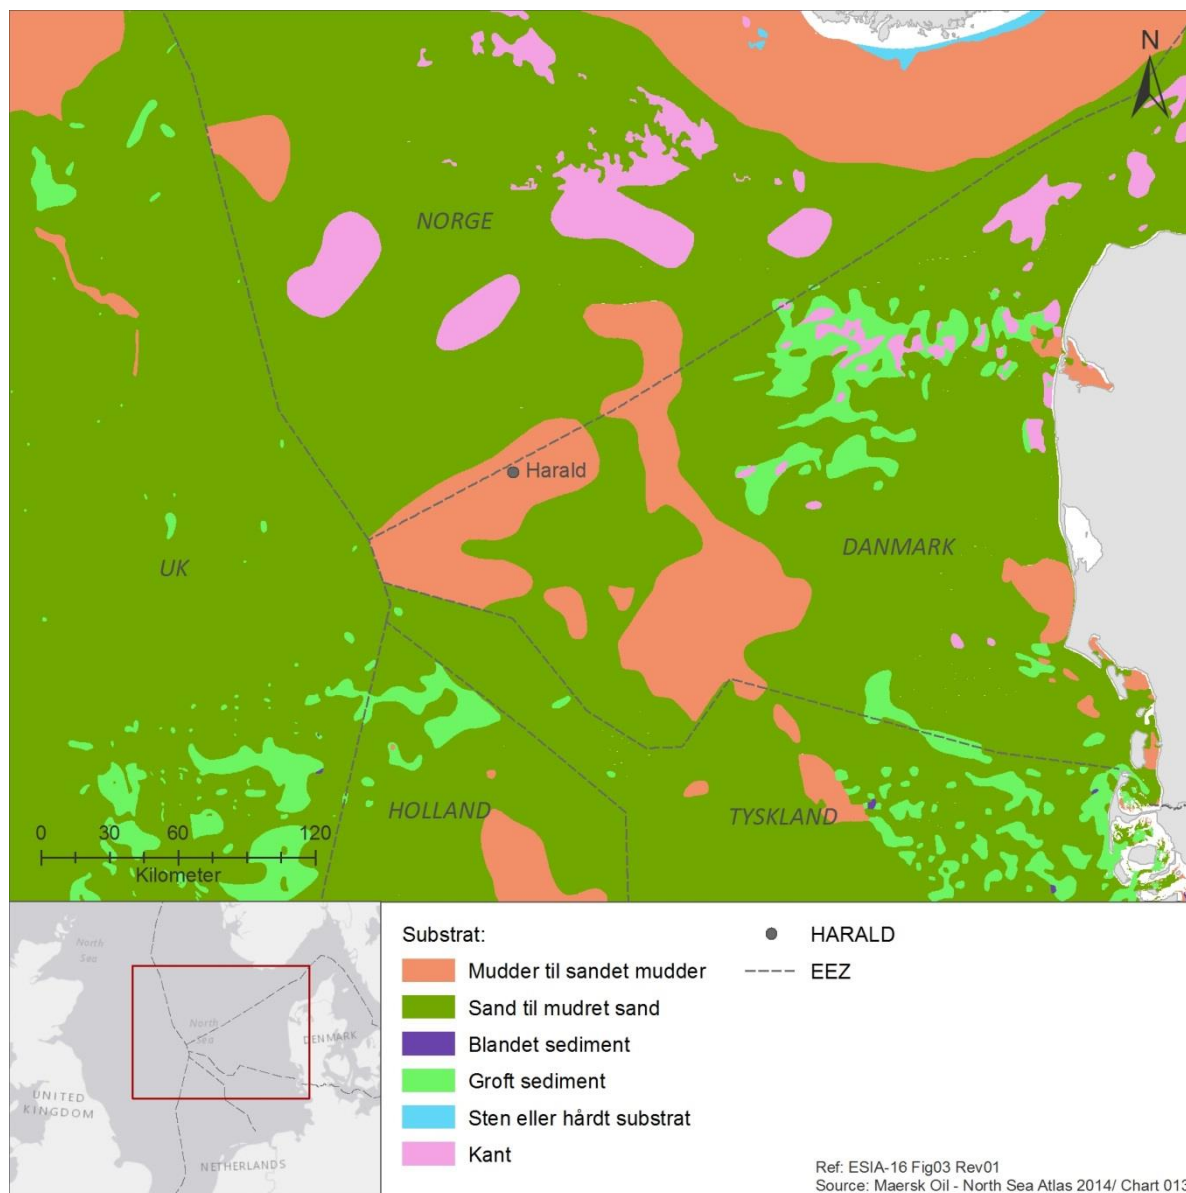 N
NORGE
Harald
DANMARK
UK
HOLLAND
TYSKLAND
0 30 60 120
Kilometer
North
Sea
North
Sea
DENMARK
UNITED
KINGDOM
NETHERLANDS
Substrat:
Mudder til sandet mudder
Sand til mudret sand
Blandet sediment
Groft sediment
Sten eller hårdt substrat
Kant
HARALD
EEZ
Ref: ESIA-16 Fig03 Rev01
Source: Maersk Oil - North Sea Atlas 2014/ Chart 013